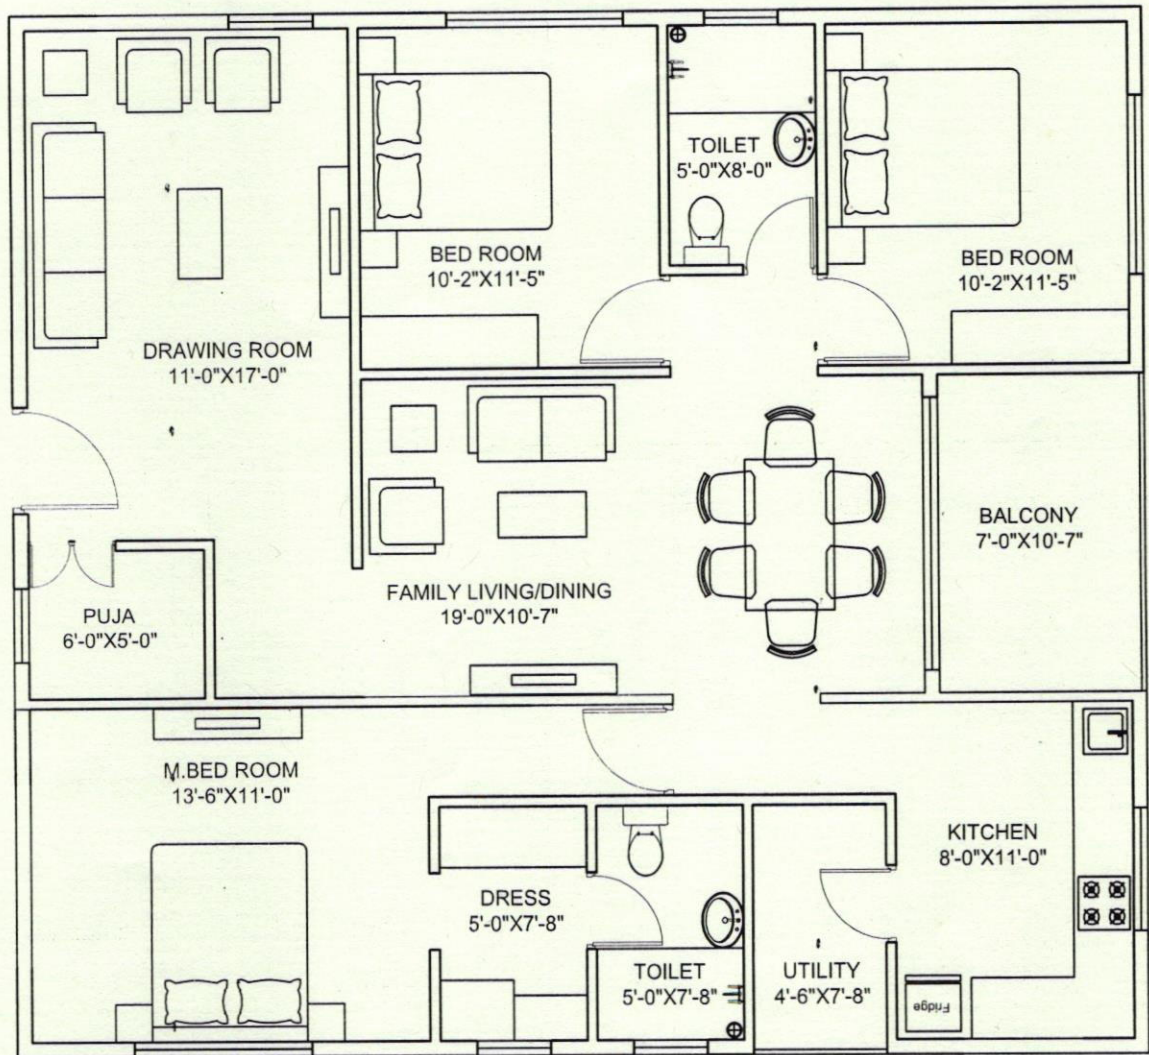 TOILET
5'-0"X8'-0"
BED ROOM
10'-2"X11'-5"
BED ROOM
10'-2"X11'-5"
DRAWING ROOM
11'-0"X17'-0"
BALCONY
7'-0"X10'-7"
FAMILY LIVING/DINING
19'-0"X10'-7"
PUJA
6'-0"X5'-0"
M.BED ROOM
13'-6"X11'-0"
KITCHEN
8'-0"X11'-0"
DRESS
5'-0"X7'-8"
TOILET
5'-0"X7'-8"
UTILITY
4'-6"X7'-8"
Fridge